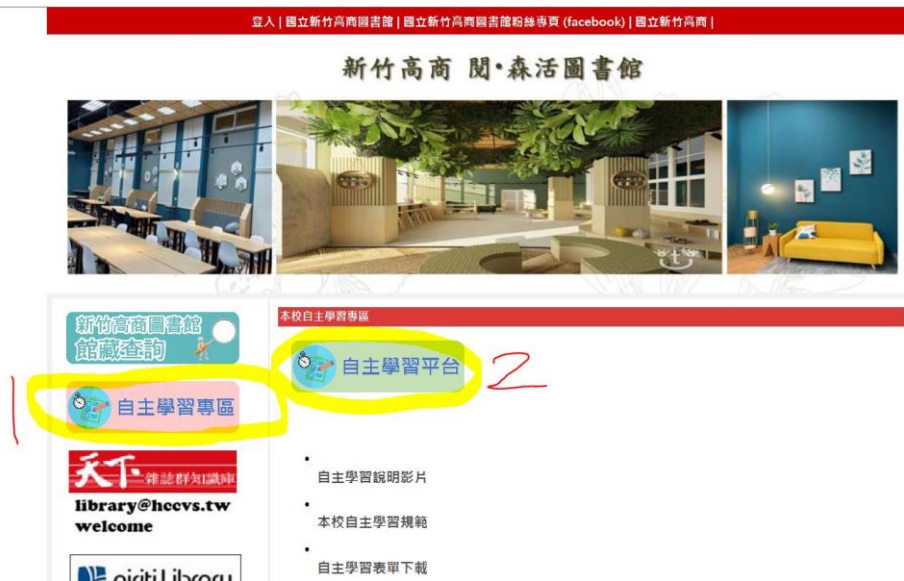 登入 | 國立新竹高商圖書館 | 國立新竹高商圖書館粉絲專頁 (facebook) | 國立新竹高商 |
新竹高商 閱·森活圖書館
新竹高商圖書館
館藏查詢
本校自主學習專區
自主學習平台
2
1
自主學習專區
天下 雜誌群知識庫
library@hccvs.tw
welcome
airiti Library
自主學習說明影片
本校自主學習規範
自主學習表單下載